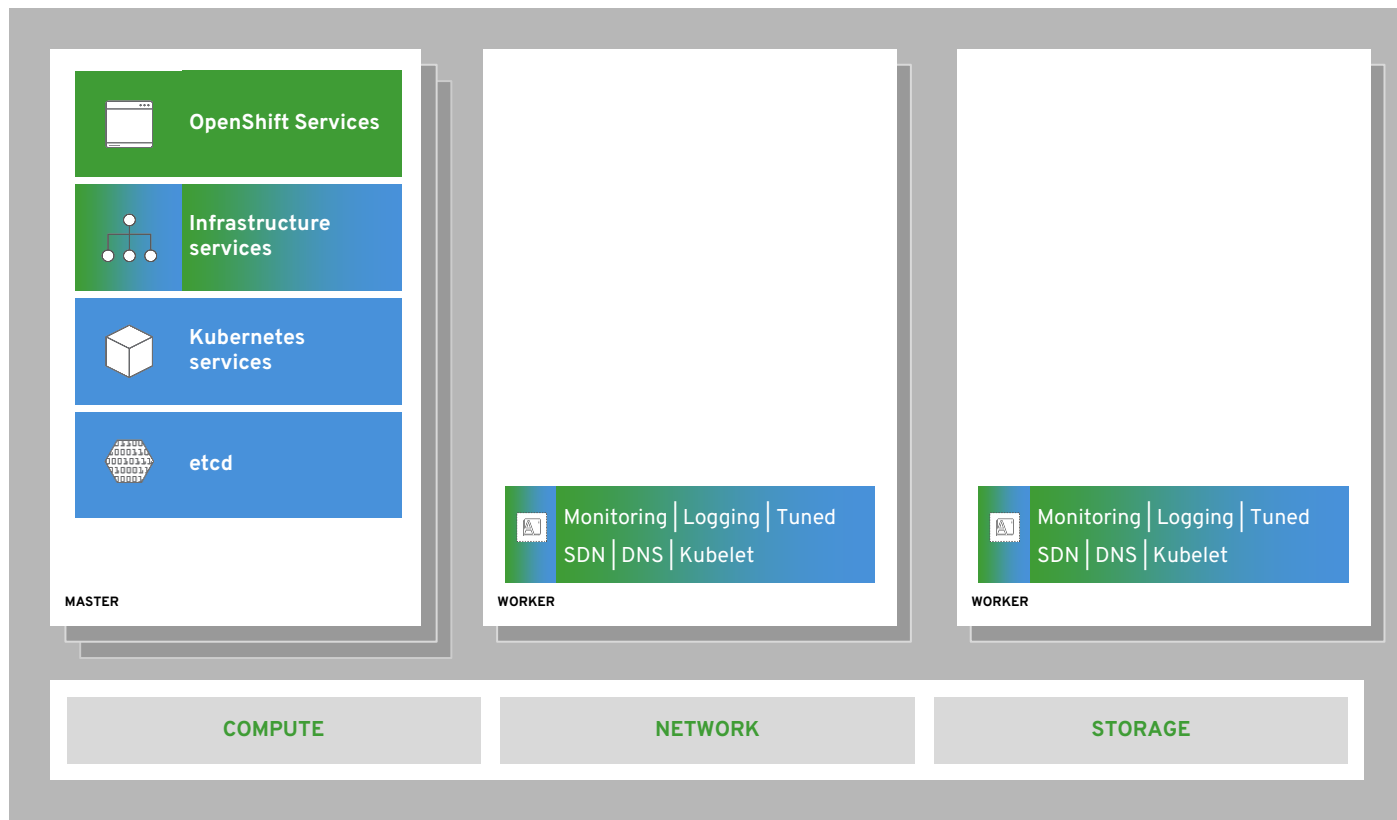 OpenShift Services
Infrastructure
services
Kubernetes
services
etcd
MASTER
Monitoring | Logging | Tuned
SDN | DNS | Kubelet
WORKER
Monitoring | Logging | Tuned
SDN | DNS | Kubelet
WORKER
COMPUTE
NETWORK
STORAGE